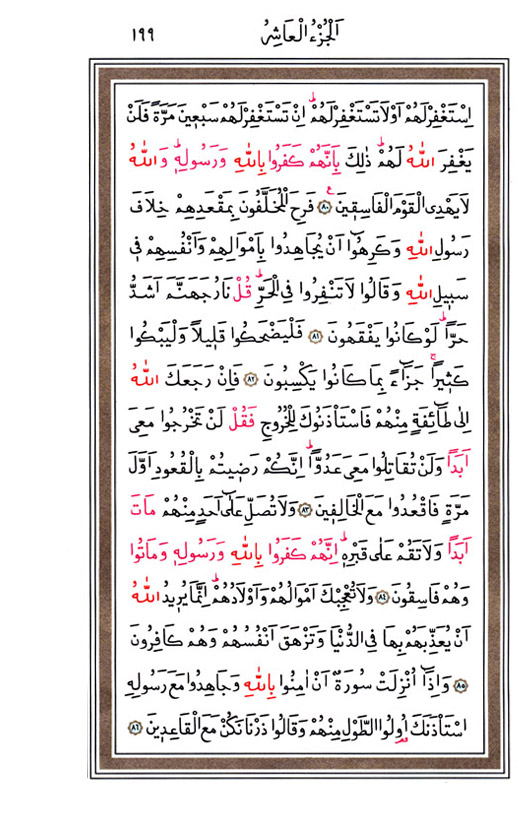 اَلْجُزْءُ الْعَاشِرُ ١٩٩
اِسْتَغْفِرْ لَهُمْ اَوْ لَا تَسْتَغْفِرْ لَهُمْۜ اِنْ تَسْتَغْفِرْ لَهُمْ سَبْعٖينَ مَرَّةً فَلَنْ
يَغْفِرَ اللّٰهُ لَهُمْۜ ذٰلِكَ بِاَنَّهُمْ كَفَرُوا بِاللّٰهِ وَرَسُولِهٖۜ وَاللّٰهُ
لَا يَهْدِى الْقَوْمَ الْفَاسِقٖينَࣖ ﴿٨٠﴾ فَرِحَ الْمُخَلَّفُونَ بِمَقْعَدِهِمْ خِلَافَ
رَسُولِ اللّٰهِ وَكَرِهُٓوا اَنْ يُجَاهِدُوا بِاَمْوَالِهِمْ وَاَنْفُسِهِمْ فٖى
سَبٖيلِ اللّٰهِ وَقَالُوا لَا تَنْفِرُوا فِى الْحَرِّۜ قُلْ نَارُ جَهَنَّمَ اَشَدُّ
حَرًّاۜ لَوْ كَانُوا يَفْقَهُونَ ﴿٨١﴾ فَلْيَضْحَكُوا قَلٖيلاً وَلْيَبْكُوا
كَثٖيراًۚ جَزَٓاءً بِمَا كَانُوا يَكْسِبُونَ ﴿٨٢﴾ فَاِنْ رَجَعَكَ اللّٰهُ
اِلٰى طَٓائِفَةٍ مِنْهُمْ فَاسْتَاْذَنُوكَ لِلْخُرُوجِ فَقُلْ لَنْ تَخْرُجُوا مَعِىَ
اَبَداً وَلَنْ تُقَاتِلُوا مَعِىَ عَدُوًّاۜ اِنَّكُمْ رَضٖيتُمْ بِالْقُعُودِ اَوَّلَ
مَرَّةٍ فَاقْعُدُوا مَعَ الْخَالِفٖينَ ﴿٨٣﴾ وَلَا تُصَلِّ عَلٰٓى اَحَدٍ مِنْهُمْ مَاتَ
اَبَداً وَلَا تَقُمْ عَلٰى قَبْرِهٖۜ اِنَّهُمْ كَفَرُوا بِاللّٰهِ وَرَسُولِهٖ وَمَاتُوا
وَهُمْ فَاسِقُونَ ﴿٨٤﴾ وَلَا تُعْجِبْكَ اَمْوَالُهُمْ وَاَوْلَادُهُمْۜ اِنَّمَا يُرٖيدُ اللّٰهُ
اَنْ يُعَذِّبَهُمْ بِهَا فِى الدُّنْيَا وَتَزْهَقَ اَنْفُسُهُمْ وَهُمْ كَافِرُونَ
﴿٨٥﴾ وَاِذَٓا اُنْزِلَتْ سُورَةٌ اَنْ اٰمِنُوا بِاللّٰهِ وَجَاهِدُوا مَعَ رَسُولِهِ
اسْتَاْذَنَكَ اُولُوا الطَّوْلِ مِنْهُمْ وَقَالُوا ذَرْنَا نَكُنْ مَعَ الْقَاعِدٖينَ ﴿٨٦﴾